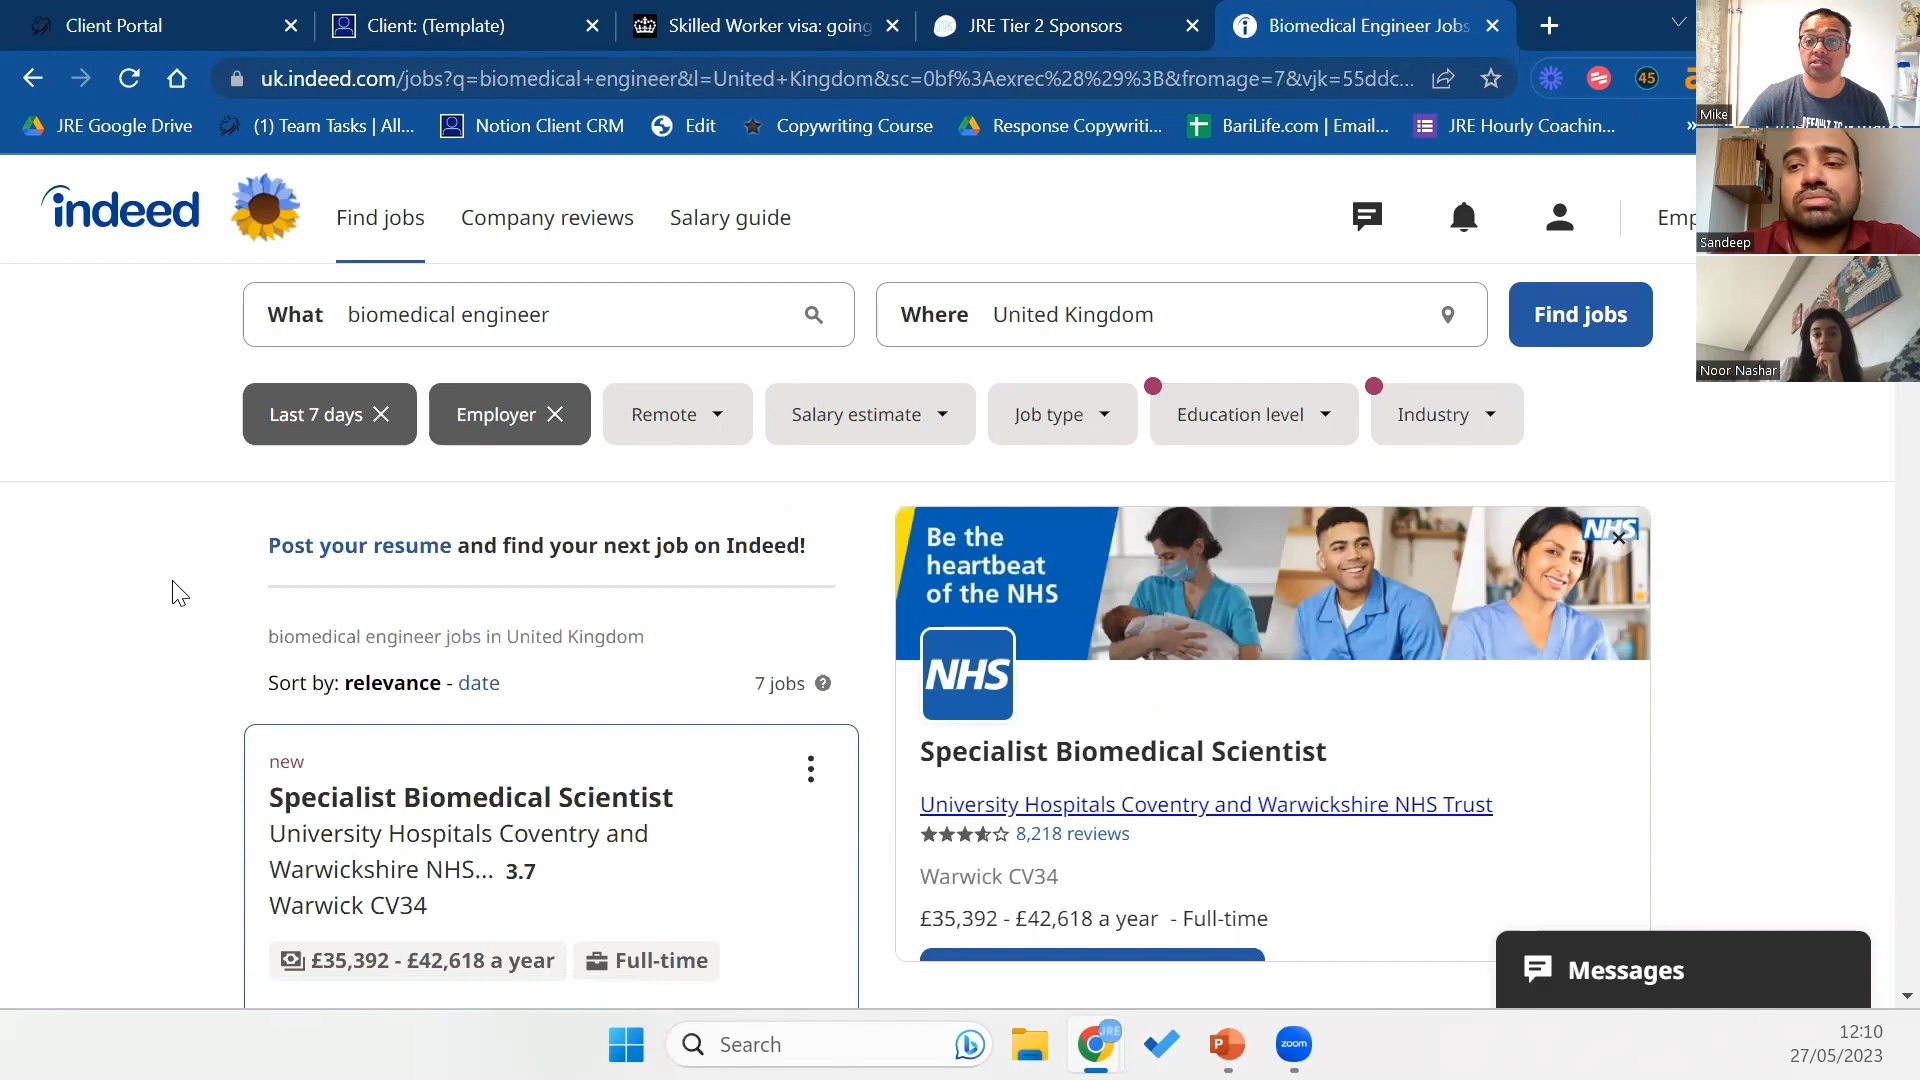 Client Portal
Client: (Template)
Skilled Worker visa: going
JRE Tier 2 Sponsors
Biomedical Engineer Jobs
uk.indeed.com/jobs?q=biomedical+engineer&l=United+Kingdom&sc=0bf%3Aexrec%28%29%3B&fromage=7&vjk=55ddc...
45
JRE Google Drive
(1) Team Tasks | All...
Notion Client CRM
Edit
Copywriting Course
Response Copywriti...
BariLife.com | Email...
JRE Hourly Coachin...
»
Mike
Sandeep
Noor Nashar
indeed
Find jobs
Company reviews
Salary guide
Emp
What biomedical engineer
Where United Kingdom
Find jobs
Last 7 days
Employer
Remote
Salary estimate
Job type
Education level
Industry
Post your resume and find your next job on Indeed!
biomedical engineer jobs in United Kingdom
Sort by: relevance - date
7 jobs
new
Specialist Biomedical Scientist
University Hospitals Coventry and
Warwickshire NHS... 3.7
Warwick CV34
£35,392 - £42,618 a year
Full-time
Be the
heartbeat
of the NHS
NHS
NHS
Specialist Biomedical Scientist
University Hospitals Coventry and Warwickshire NHS Trust
8,218 reviews
Warwick CV34
£35,392 - £42,618 a year - Full-time
Messages
Search
JRE
zoom
12:10
27/05/2023